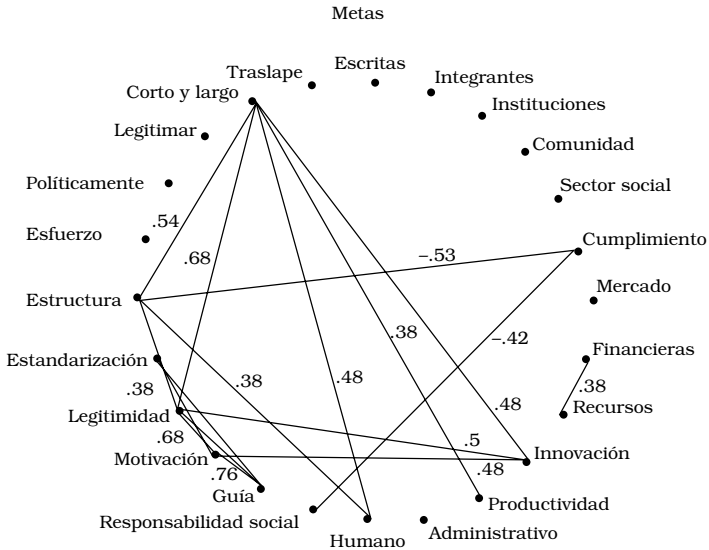 Metas
Traslape
Escritas
Integrantes
Corto y largo
Instituciones
Legitimar
Comunidad
Políticamente
Sector social
.54
Esfuerzo
Cumplimiento
.68
–.53
Estructura
Mercado
.38
–.42
Estandarización
Financieras
.38
.38
.48
.38
Legitimidad
.48
Recursos
.68
.5
Innovación
Motivación
.76
.48
Guía
Productividad
Responsabilidad social
Humano
Administrativo